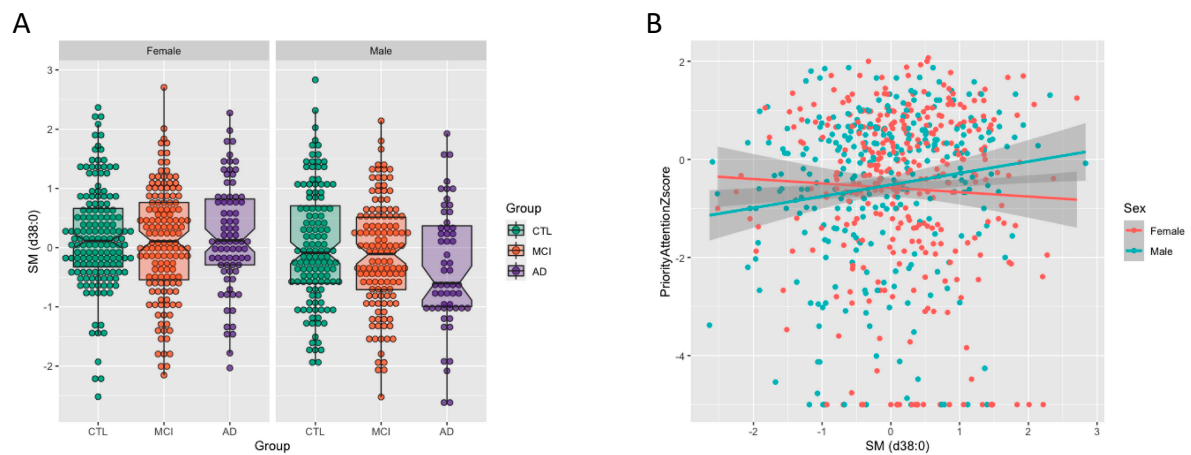 A
Female
Male
SM (d38:0)
3
2
1
0
-1
-2
CTL
MCI
AD
CTL
MCI
AD
Group
Group
CTL
MCI
AD
B
PriorityAttentionZscore
2
0
-2
-4
-2
-1
0
1
2
3
SM (d38:0)
Sex
Female
Male